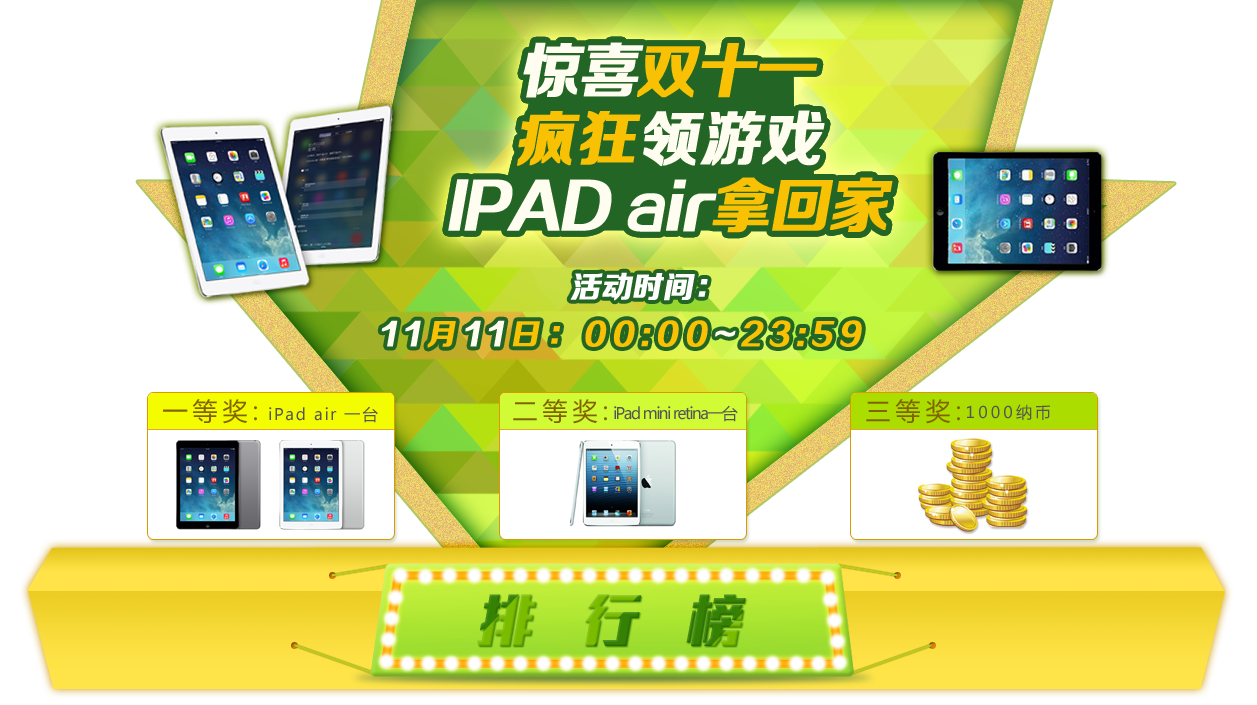 惊喜双十一
疯狂领游戏
IPAD air拿回家
活动时间：
11月11日：00:00~23:59
一等奖：iPad air 一台
二等奖：iPad mini retina一台
三等奖：1000纳币
排行榜